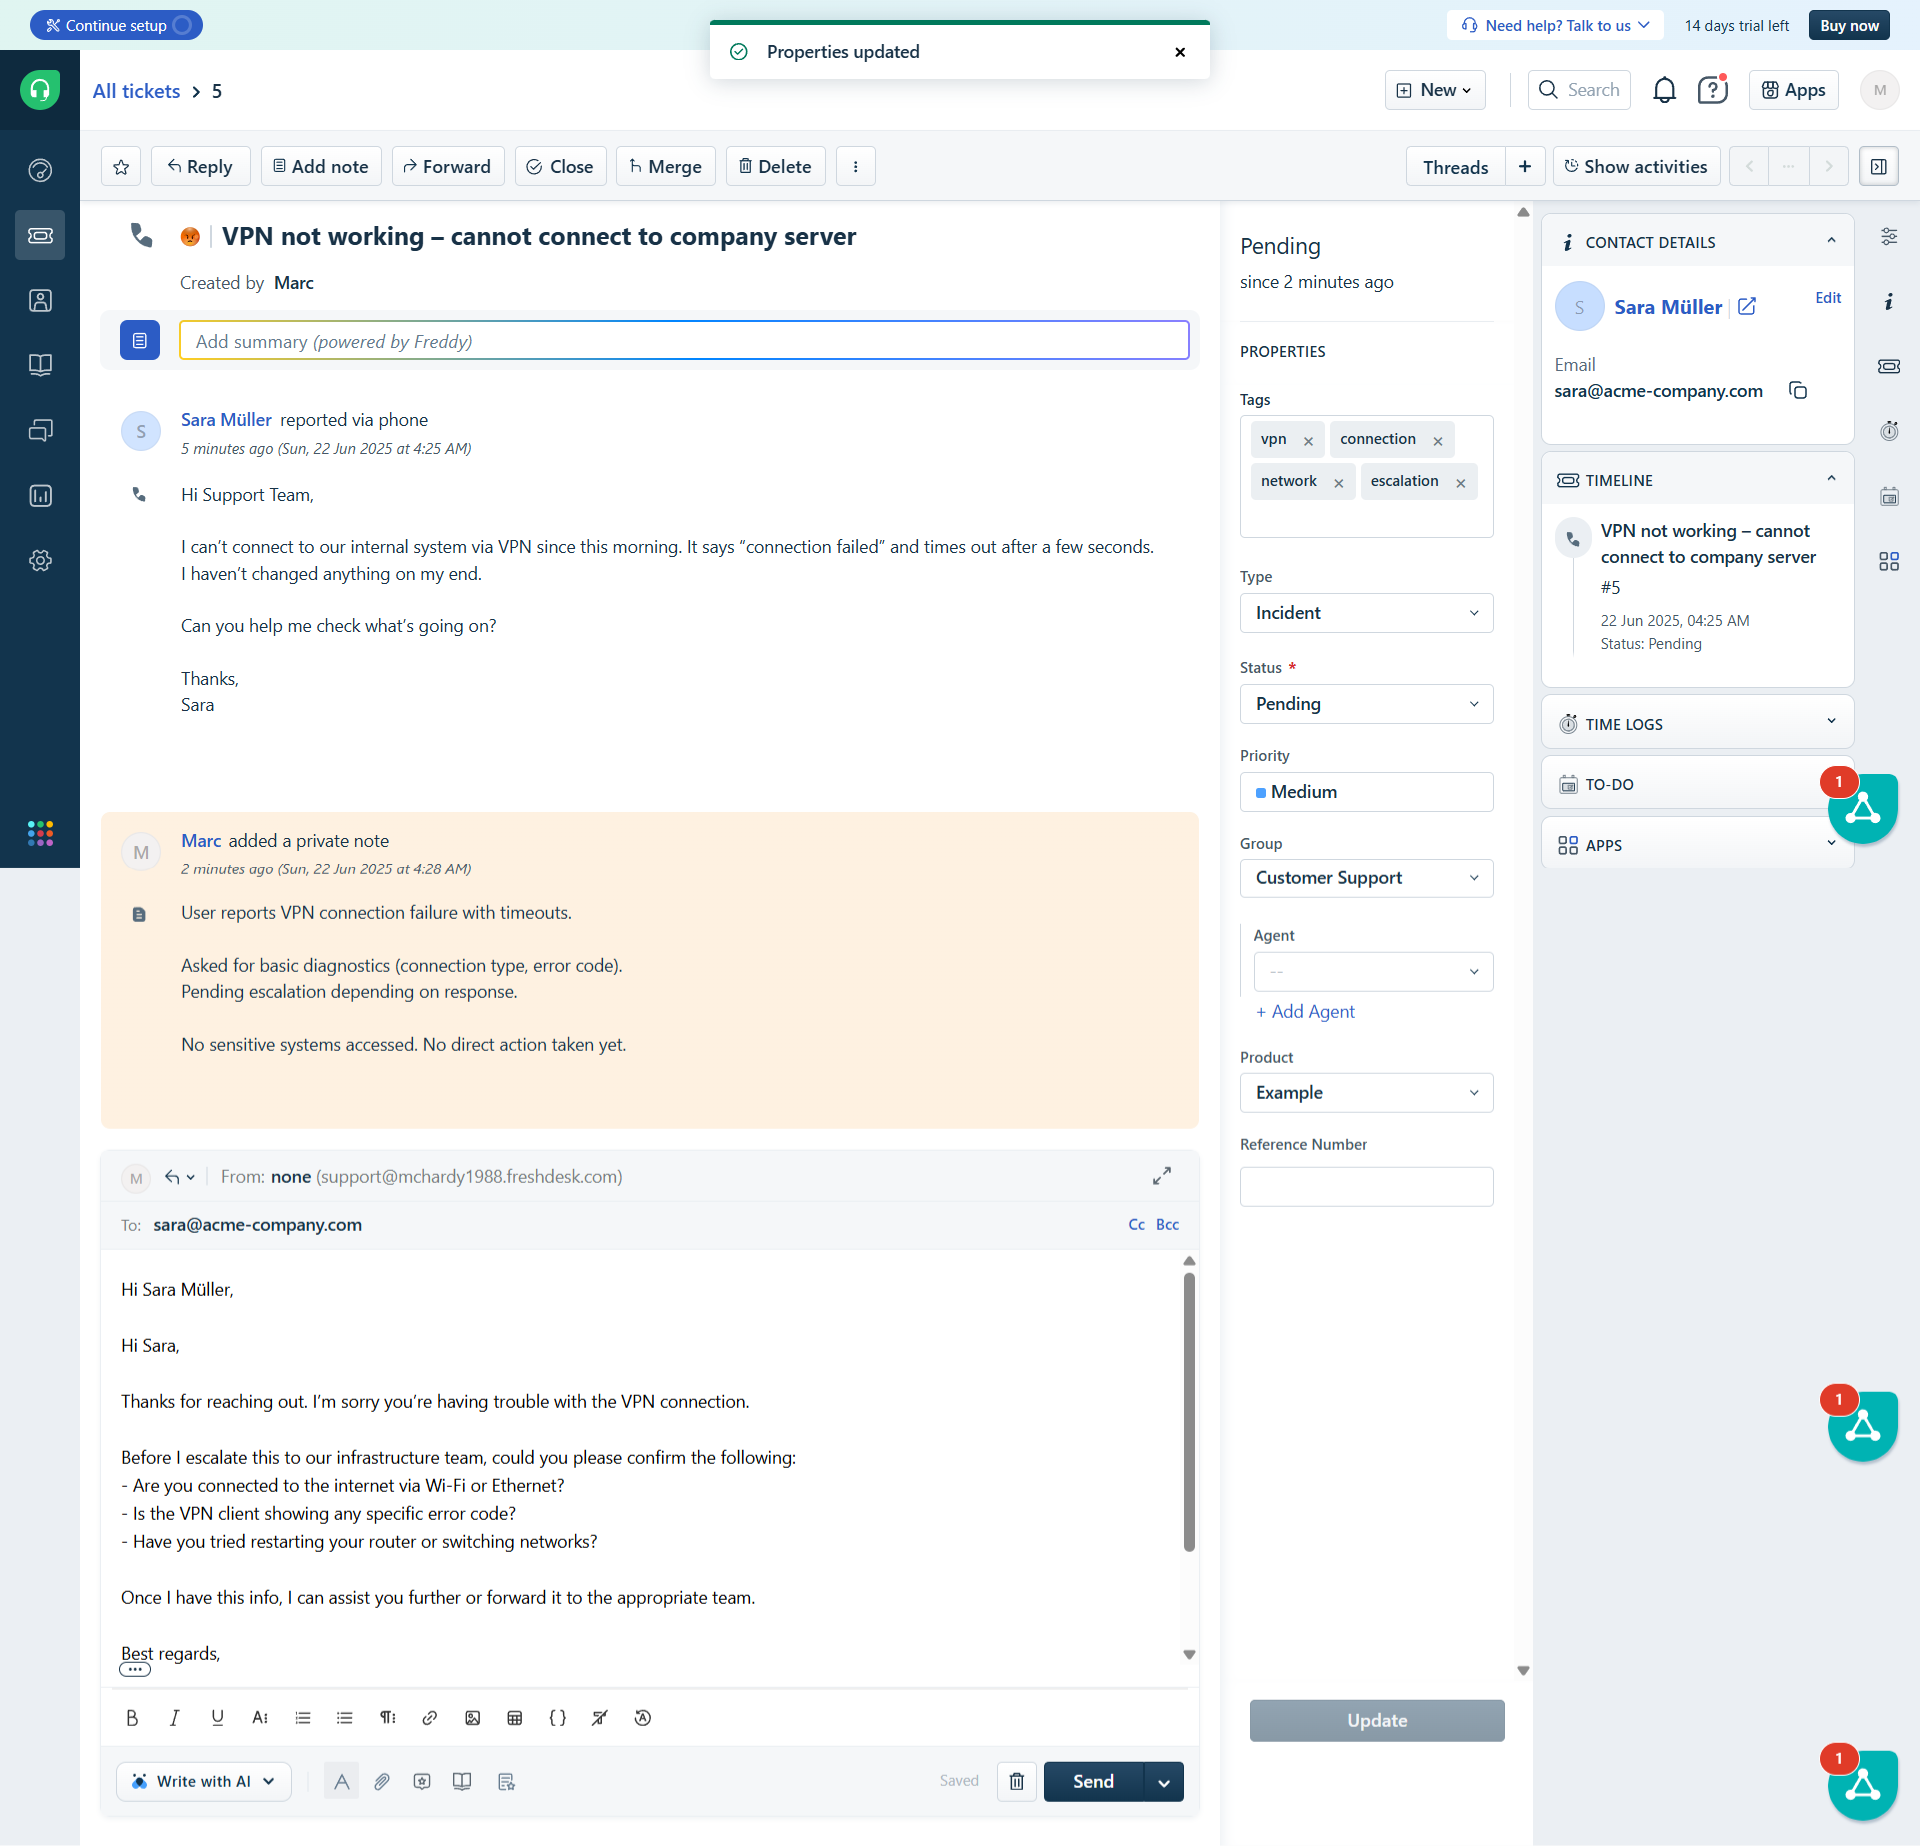 Continue setup
Properties updated
Need help? Talk to us
14 days trial left
Buy now
All tickets > 5
New
Search
Apps
M
Reply
Add note
Forward
Close
Merge
Delete
Threads
+
Show activities
VPN not working – cannot connect to company server
Created by Marc
Add summary (powered by Freddy)
S
Sara Müller reported via phone
5 minutes ago (Sun, 22 Jun 2025 at 4:25 AM)
Hi Support Team,
I can’t connect to our internal system via VPN since this morning. It says “connection failed” and times out after a few seconds.
I haven’t changed anything on my end.
Can you help me check what’s going on?
Thanks,
Sara
M
Marc added a private note
2 minutes ago (Sun, 22 Jun 2025 at 4:28 AM)
User reports VPN connection failure with timeouts.
Asked for basic diagnostics (connection type, error code).
Pending escalation depending on response.
No sensitive systems accessed. No direct action taken yet.
M
From: none (support@mchardy1988.freshdesk.com)
To: sara@acme-company.com
Cc Bcc
Hi Sara Müller,
Hi Sara,
Thanks for reaching out. I’m sorry you’re having trouble with the VPN connection.
Before I escalate this to our infrastructure team, could you please confirm the following:
- Are you connected to the internet via Wi-Fi or Ethernet?
- Is the VPN client showing any specific error code?
- Have you tried restarting your router or switching networks?
Once I have this info, I can assist you further or forward it to the appropriate team.
Best regards,
Write with AI
Saved
Send
Pending
since 2 minutes ago
PROPERTIES
Tags
vpn ×
connection ×
network ×
escalation ×
Type
Incident
Status *
Pending
Priority
Medium
Group
Customer Support
Agent
--
+ Add Agent
Product
Example
Reference Number
Update
CONTACT DETAILS
S
Sara Müller
Edit
Email
sara@acme-company.com
TIMELINE
VPN not working – cannot
connect to company server
#5
22 Jun 2025, 04:25 AM
Status: Pending
TIME LOGS
TO-DO
APPS
1
1
1